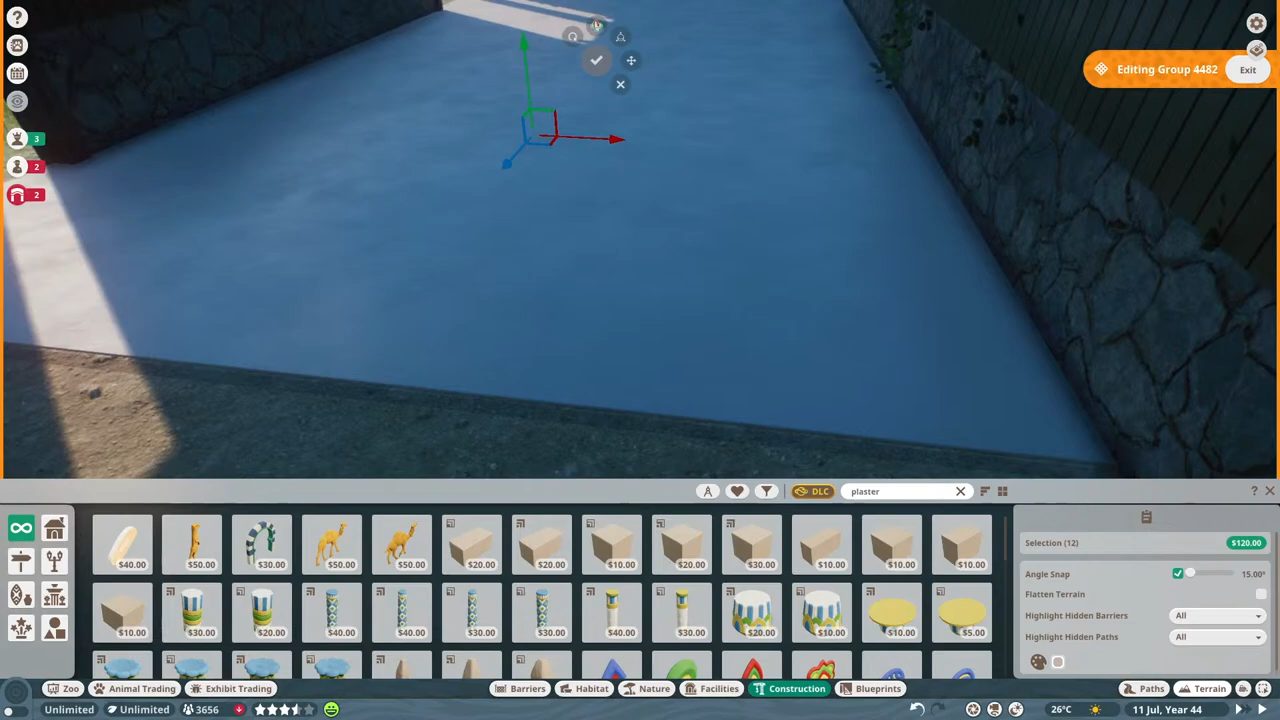 ?
Editing Group 4482
Exit
3
2
2
DLC
plaster
?
$40.00
$50.00
$30.00
$50.00
$50.00
$20.00
$20.00
$10.00
$20.00
$30.00
$10.00
$10.00
$10.00
$10.00
$30.00
$20.00
$40.00
$40.00
$30.00
$30.00
$40.00
$30.00
$20.00
$10.00
$10.00
$5.00
Selection (12)
$120.00
Angle Snap
15.00°
Flatten Terrain
Highlight Hidden Barriers
All
Highlight Hidden Paths
All
Zoo
Animal Trading
Exhibit Trading
Barriers
Habitat
Nature
Facilities
Construction
Blueprints
Paths
Terrain
Unlimited
Unlimited
3656
26°C
11 Jul, Year 44